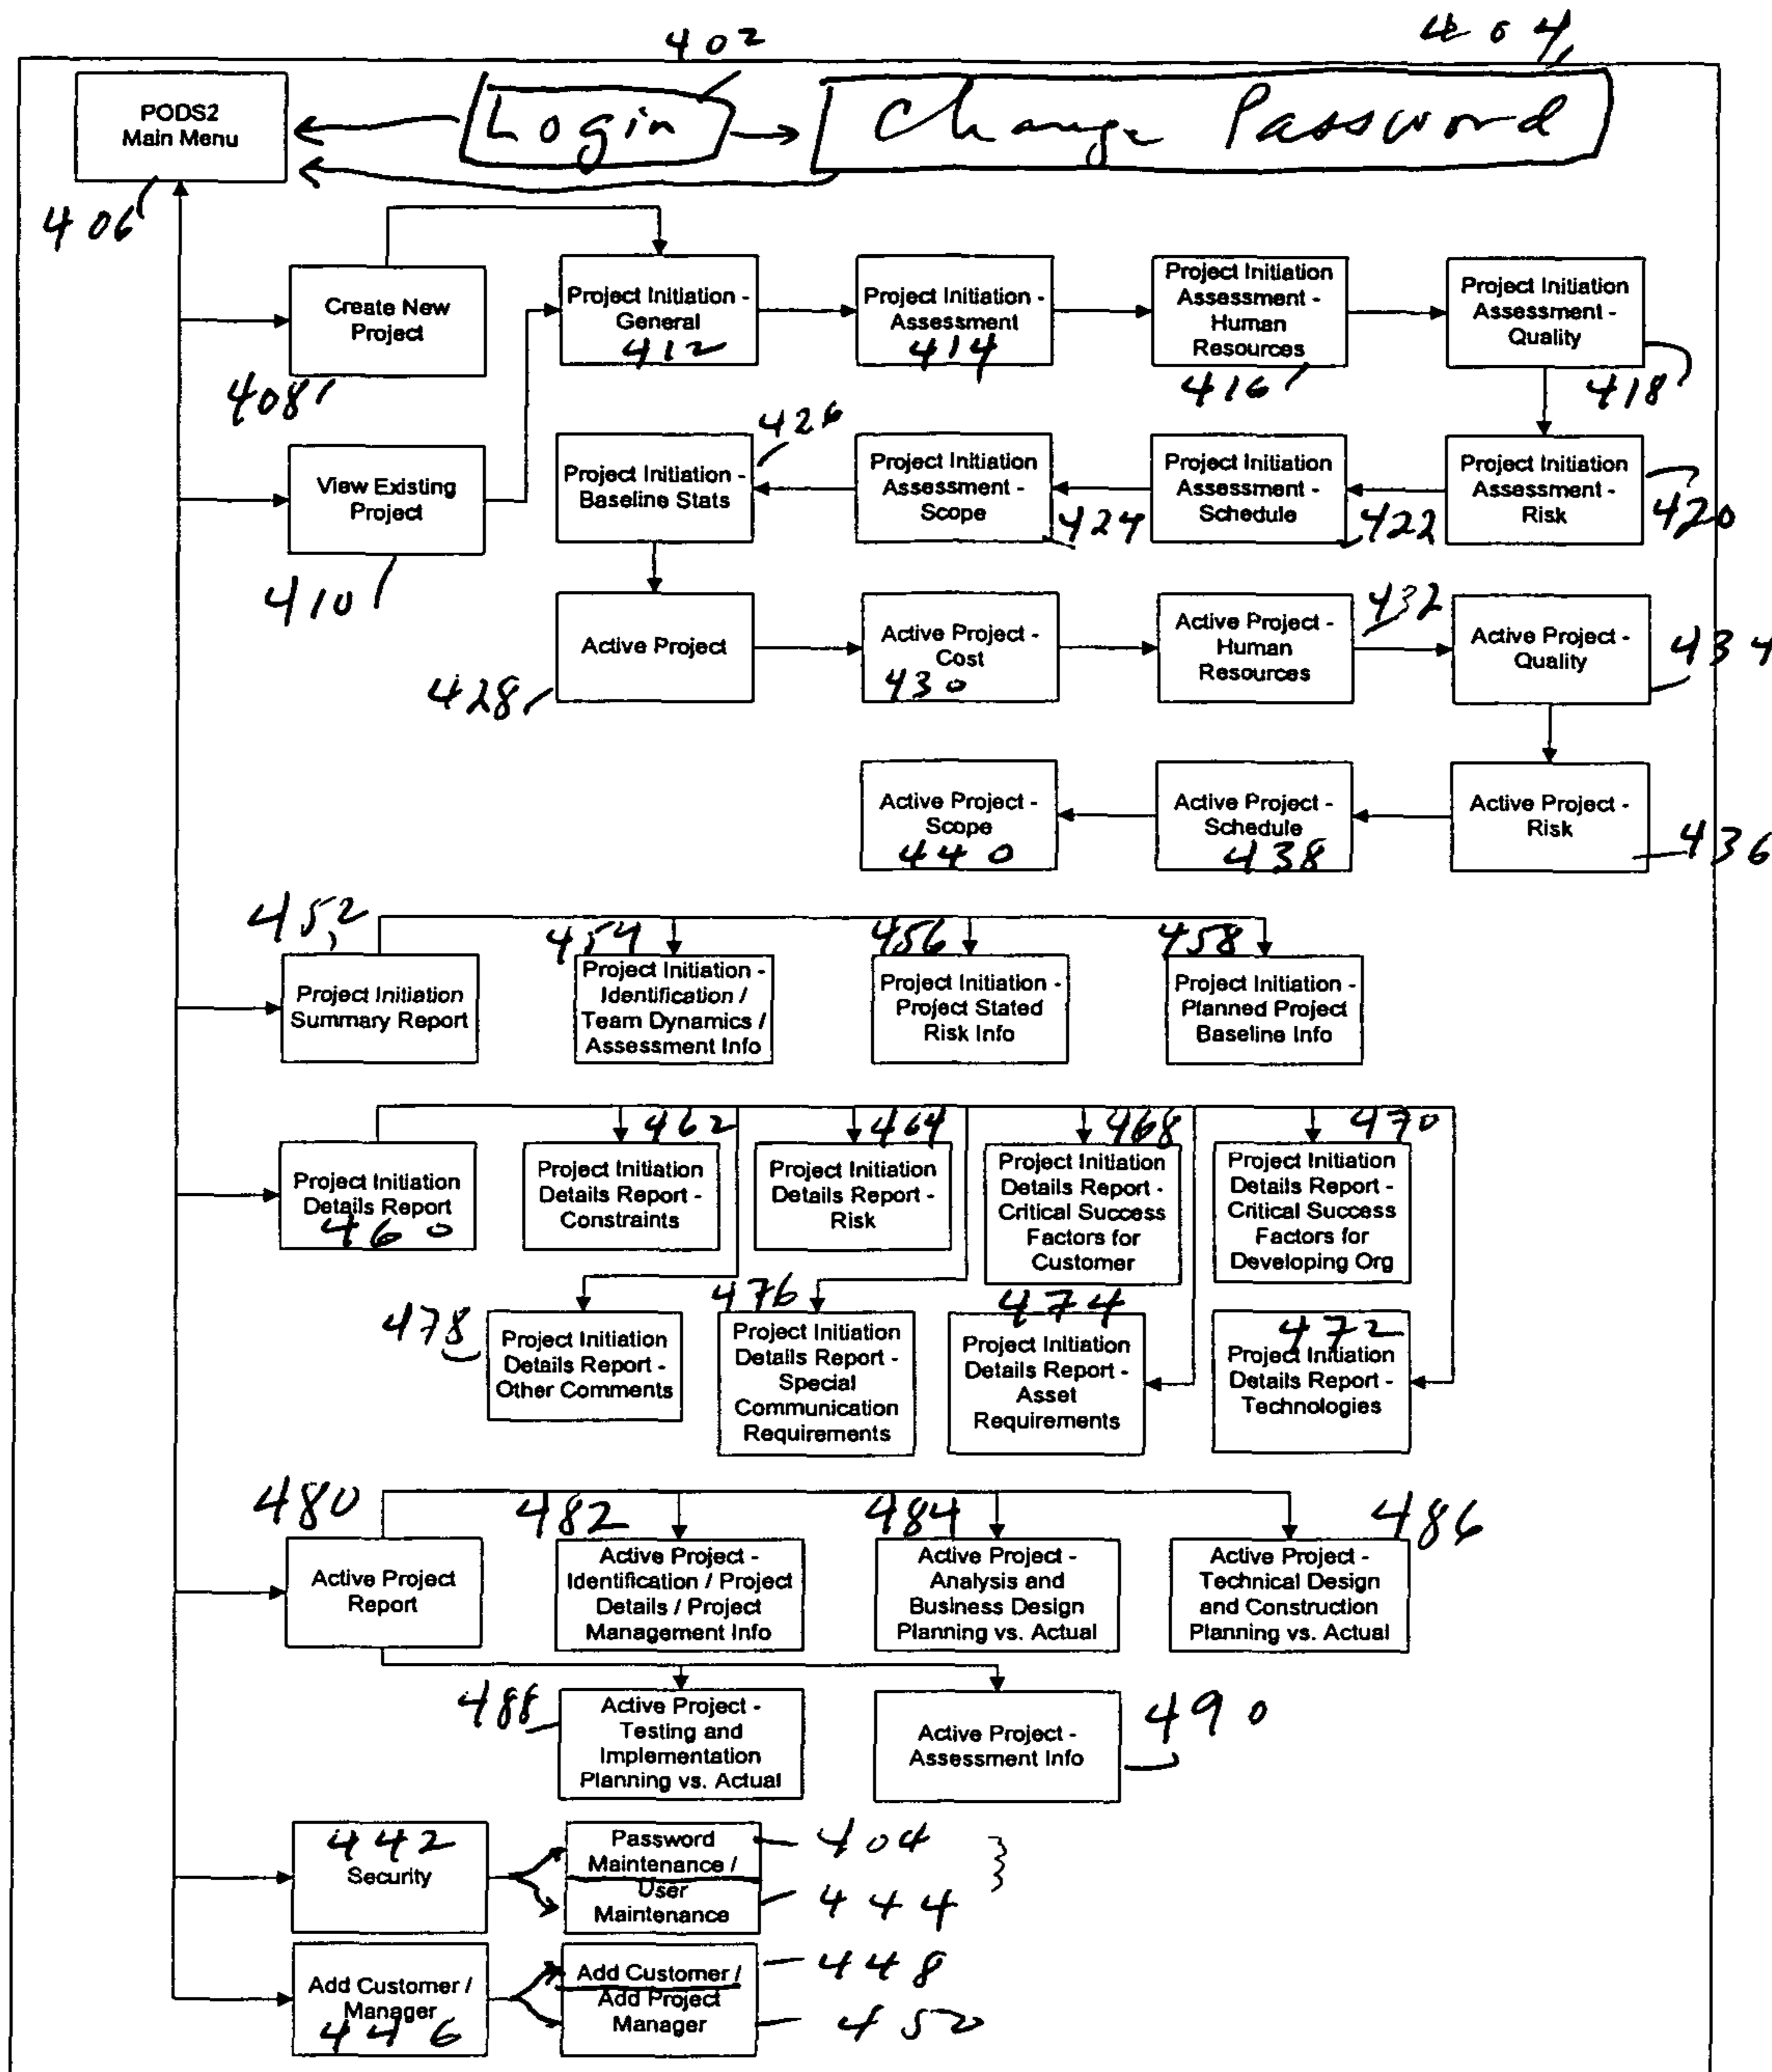 402
404
PODS2
Main Menu
Login
Change Password
406
Create New
Project
408
Project Initiation -
General
412
Project Initiation -
Assessment
414
Project Initiation
Assessment -
Human
Resources
416
Project Initiation
Assessment -
Quality
418
View Existing
Project
410
Project Initiation -
Baseline Stats
426
Project Initiation
Assessment -
Scope
424
Project Initiation
Assessment -
Schedule
422
Project Initiation
Assessment -
Risk
420
Active Project
428
Active Project -
Cost
430
Active Project -
Human
Resources
432
Active Project -
Quality
434
Active Project -
Scope
440
Active Project -
Schedule
438
Active Project -
Risk
436
452
Project Initiation
Summary Report
454
Project Initiation -
Identification /
Team Dynamics /
Assessment Info
456
Project Initiation -
Project Stated
Risk Info
458
Project Initiation -
Planned Project
Baseline Info
Project Initiation
Details Report
460
462
Project Initiation
Details Report -
Constraints
464
Project Initiation
Details Report -
Risk
468
Project Initiation
Details Report -
Critical Success
Factors for
Customer
470
Project Initiation
Details Report -
Critical Success
Factors for
Developing Org
478
Project Initiation
Details Report -
Other Comments
476
Project Initiation
Details Report -
Special
Communication
Requirements
474
Project Initiation
Details Report -
Asset
Requirements
472
Project Initiation
Details Report -
Technologies
480
Active Project
Report
482
Active Project -
Identification / Project
Details / Project
Management Info
484
Active Project -
Analysis and
Business Design
Planning vs. Actual
486
Active Project -
Technical Design
and Construction
Planning vs. Actual
488
Active Project -
Testing and
Implementation
Planning vs. Actual
Active Project -
Assessment Info
490
442
Security
Password
Maintenance /
User
Maintenance
404
444
Add Customer /
Manager
446
Add Customer /
Add Project
Manager
448
450